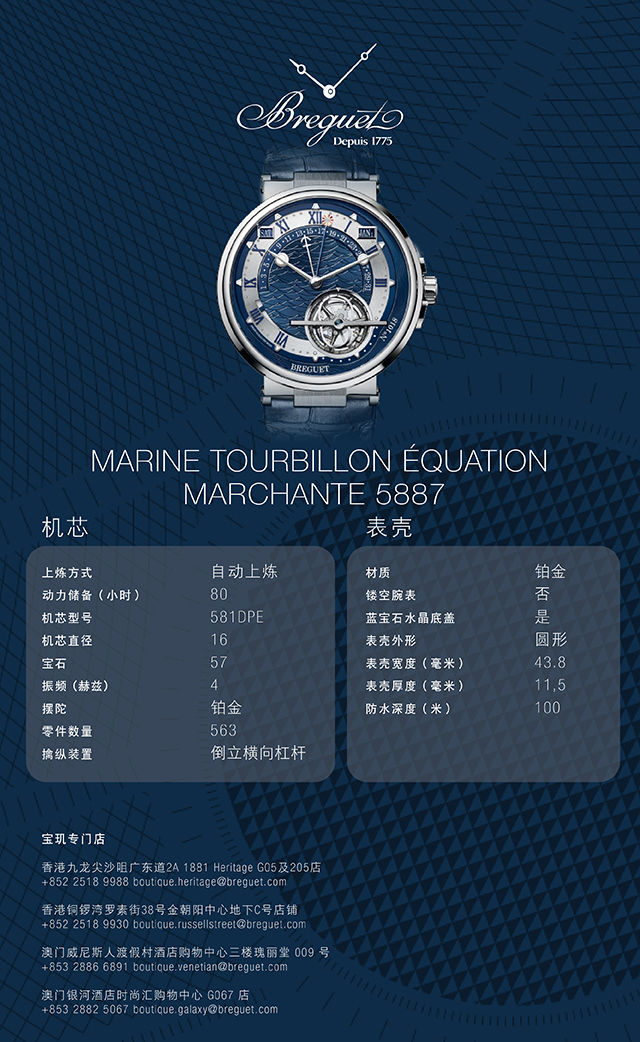 Breguet
Depuis 1775
SAT
XII
JAN
N°1018
BREGUET
MARINE TOURBILLON ÉQUATION
MARCHANTE 5887
机芯
上炼方式 自动上炼
动力储备（小时） 80
机芯型号 581DPE
机芯直径 16
宝石 57
振频（赫兹） 4
摆陀 铂金
零件数量 563
擒纵装置 倒立横向杠杆
表壳
材质 铂金
镂空腕表 否
蓝宝石水晶底盖 是
表壳外形 圆形
表壳宽度（毫米） 43.8
表壳厚度（毫米） 11,5
防水深度（米） 100
宝玑专门店
香港九龙尖沙咀广东道2A 1881 Heritage G05及205店
+852 2518 9988 boutique.heritage@breguet.com
香港铜锣湾罗素街38号金朝阳中心地下C号店铺
+852 2518 9930 boutique.russellstreet@breguet.com
澳门威尼斯人渡假村酒店购物中心三楼瑰丽堂 009 号
+853 2886 6891 boutique.venetian@breguet.com
澳门银河酒店时尚汇购物中心 G067 店
+853 2882 5067 boutique.galaxy@breguet.com